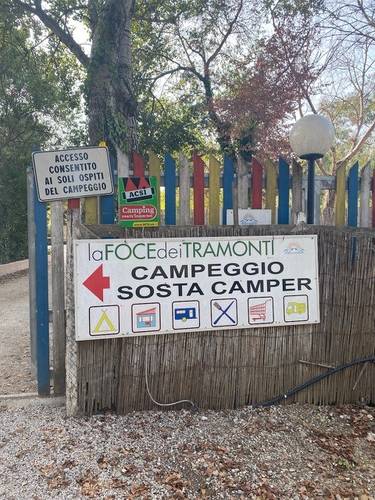 ACCESSO
CONSENTITO
AI SOLI OSPITI
DEL CAMPEGGIO
ACSI
Camping
laFOCEdeiTRAMONTI
CAMPEGGIO
SOSTA CAMPER